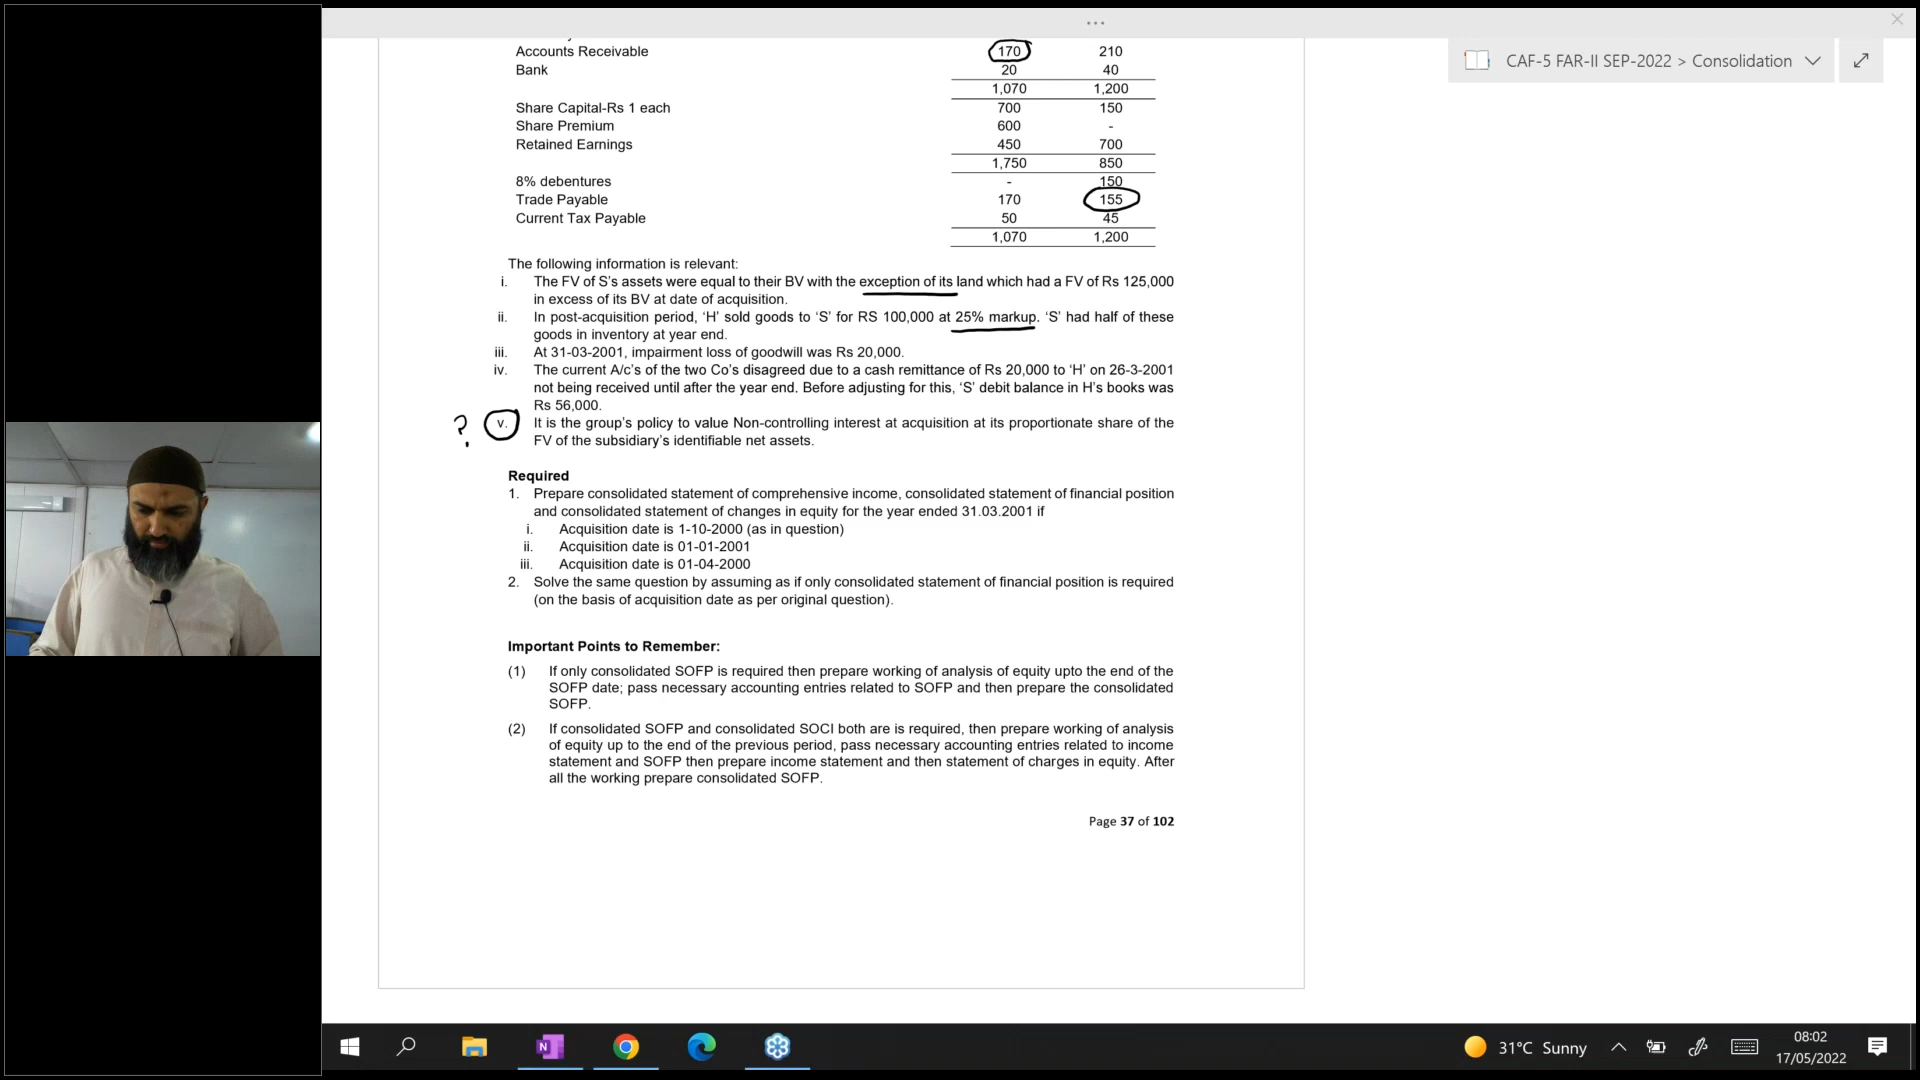 ...
CAF-5 FAR-II SEP-2022 > Consolidation
Accounts Receivable 170 210
Bank 20 40
1,070 1,200
Share Capital-Rs 1 each 700 150
Share Premium 600 -
Retained Earnings 450 700
1,750 850
8% debentures - 150
Trade Payable 170 155
Current Tax Payable 50 45
1,070 1,200
The following information is relevant:
i. The FV of S's assets were equal to their BV with the exception of its land which had a FV of Rs 125,000
in excess of its BV at date of acquisition.
ii. In post-acquisition period, 'H' sold goods to 'S' for RS 100,000 at 25% markup. 'S' had half of these
goods in inventory at year end.
iii. At 31-03-2001, impairment loss of goodwill was Rs 20,000.
iv. The current A/c's of the two Co's disagreed due to a cash remittance of Rs 20,000 to 'H' on 26-3-2001
not being received until after the year end. Before adjusting for this, 'S' debit balance in H's books was
Rs 56,000.
? v. It is the group's policy to value Non-controlling interest at acquisition at its proportionate share of the
FV of the subsidiary's identifiable net assets.
Required
1. Prepare consolidated statement of comprehensive income, consolidated statement of financial position
and consolidated statement of changes in equity for the year ended 31.03.2001 if
i. Acquisition date is 1-10-2000 (as in question)
ii. Acquisition date is 01-01-2001
iii. Acquisition date is 01-04-2000
2. Solve the same question by assuming as if only consolidated statement of financial position is required
(on the basis of acquisition date as per original question).
Important Points to Remember:
(1) If only consolidated SOFP is required then prepare working of analysis of equity upto the end of the
SOFP date; pass necessary accounting entries related to SOFP and then prepare the consolidated
SOFP.
(2) If consolidated SOFP and consolidated SOCI both are is required, then prepare working of analysis
of equity up to the end of the previous period, pass necessary accounting entries related to income
statement and SOFP then prepare income statement and then statement of charges in equity. After
all the working prepare consolidated SOFP.
Page 37 of 102
N
31°C Sunny
08:02
17/05/2022